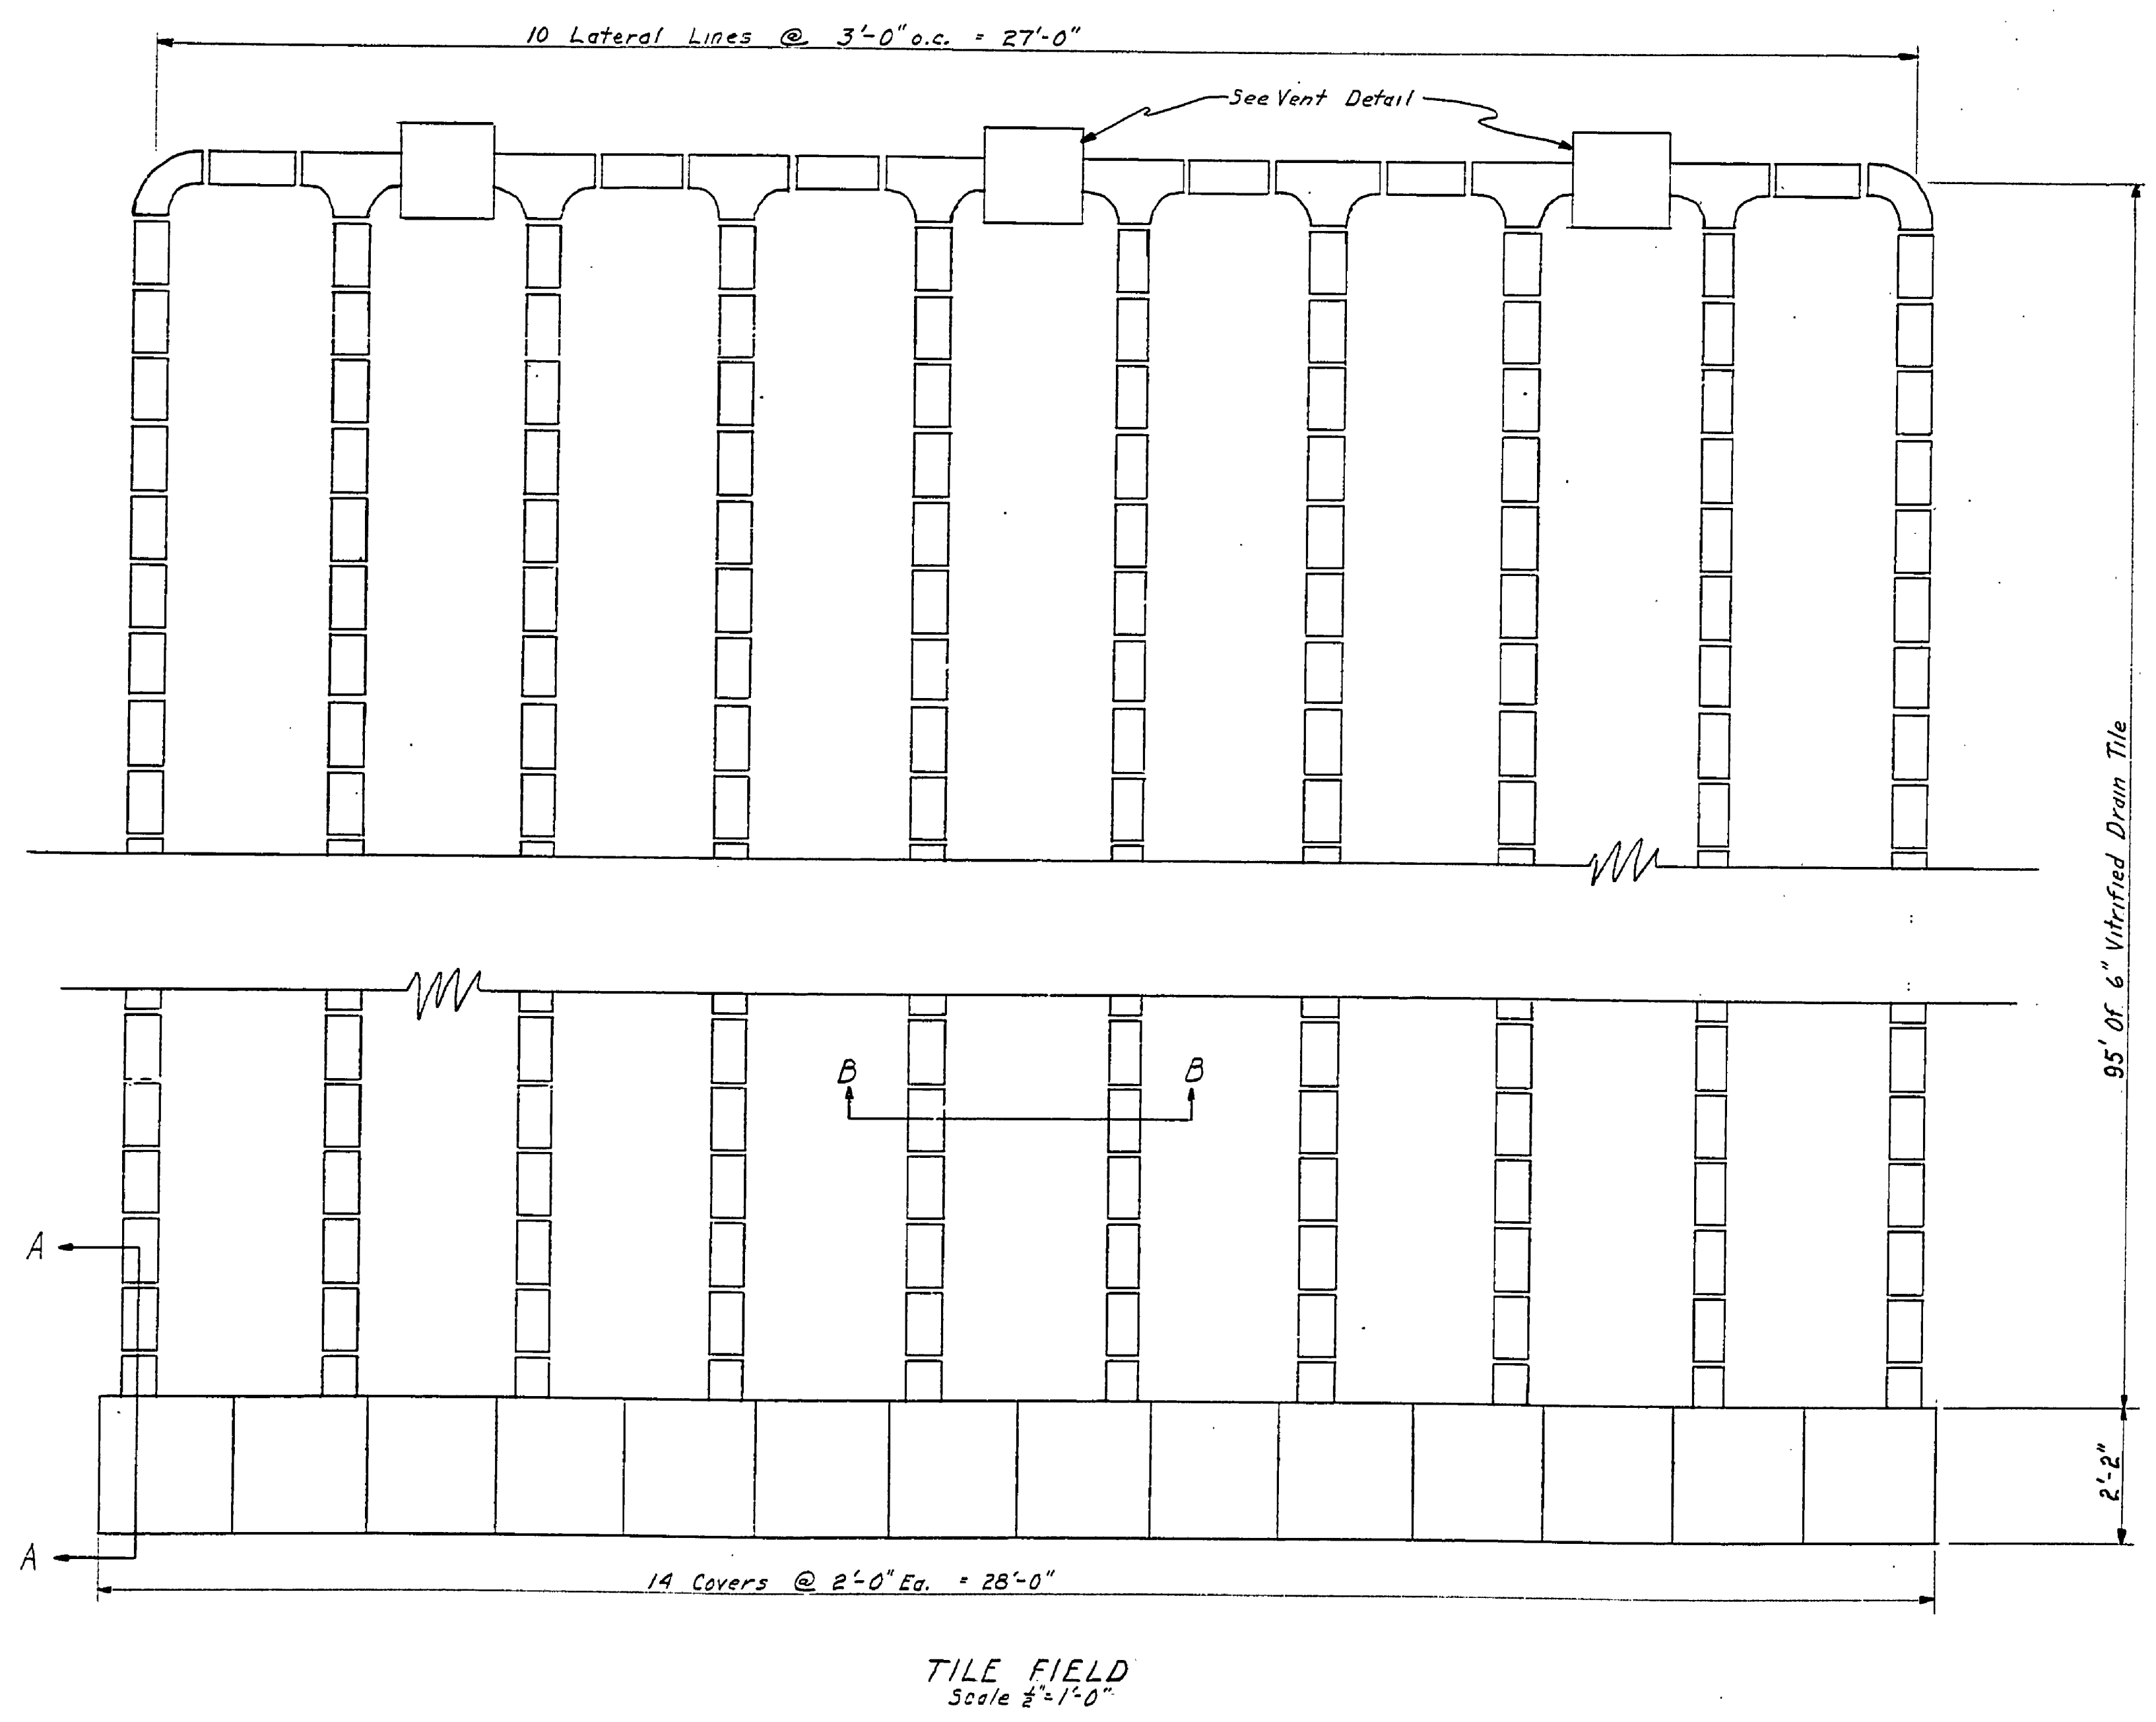 10 Lateral Lines @ 3'-0" o.c. = 27'-0"
See Vent Detail
95' Of 6" Vitrified Drain Tile
B B
A
A
2'-2"
14 Covers @ 2'-0" Ea. = 28'-0"
TILE FIELD
Scale ½"=1'-0"